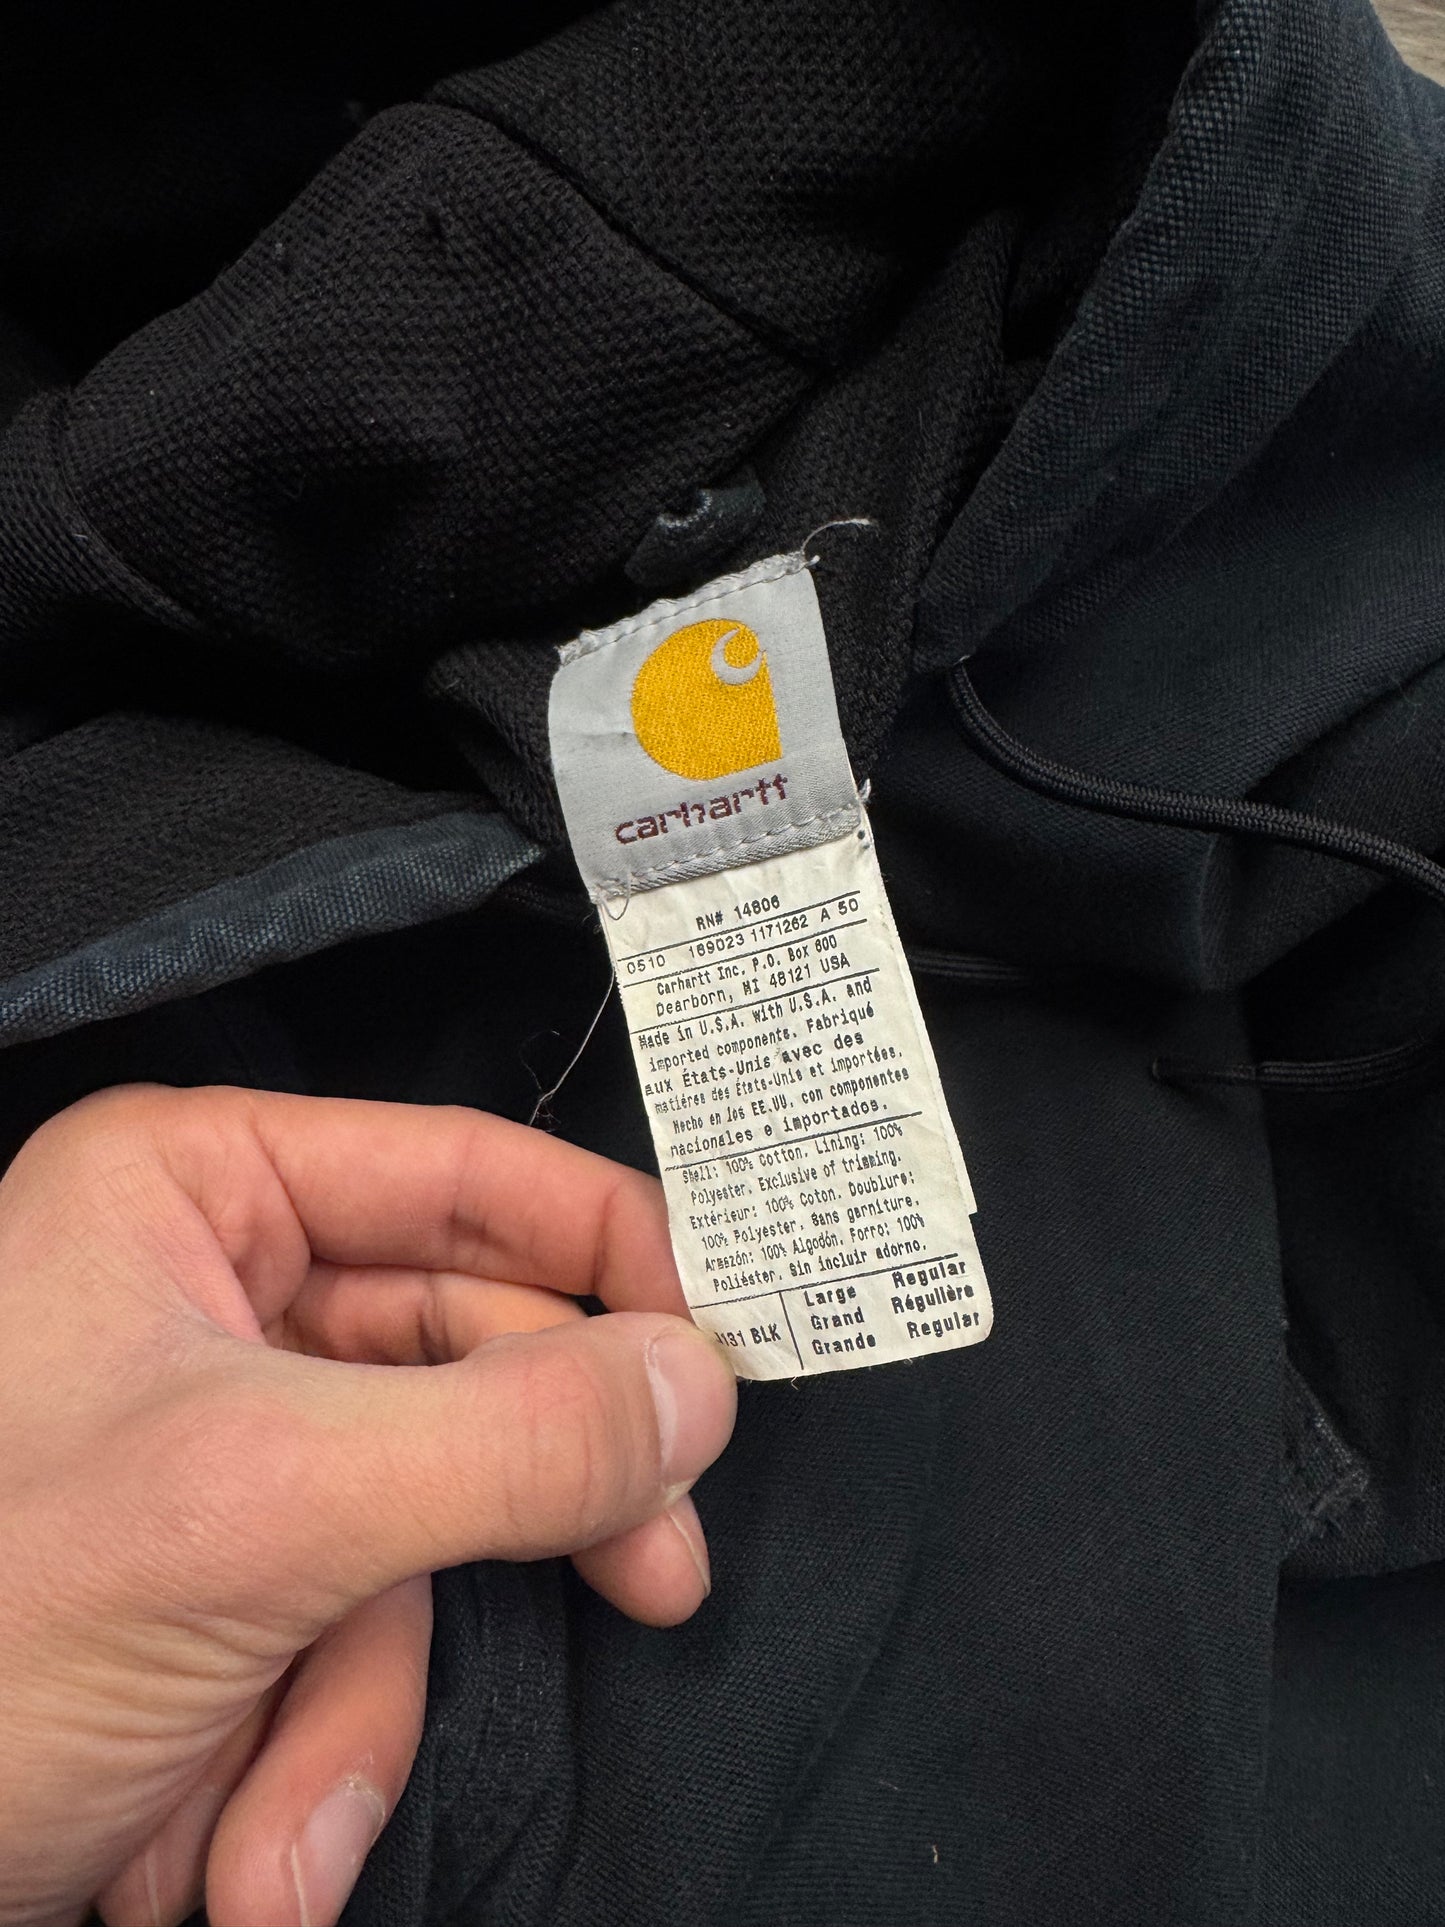 carhartt
RN# 14806
0510 169023 1171262 A 50
Carhartt Inc. P.O. Box 600
Dearborn, MI 48121 USA
Made in U.S.A. with U.S.A. and
imported components. Fabriqué
aux États-Unis avec des
matiéres des États-Unis et importées.
Hecho en los EE.UU. con componentes
nacionales e importados.
Shell: 100% Cotton. Lining: 100%
Polyester. Exclusive of trimming.
Extérieur: 100% Coton. Doublure:
100% Polyester. Sans garniture.
Armazón: 100% Algodón. Forro: 100%
Poliéster. Sin incluir adorno.
J131 BLK
Large Regular
Grand Régulière
Grande Regular